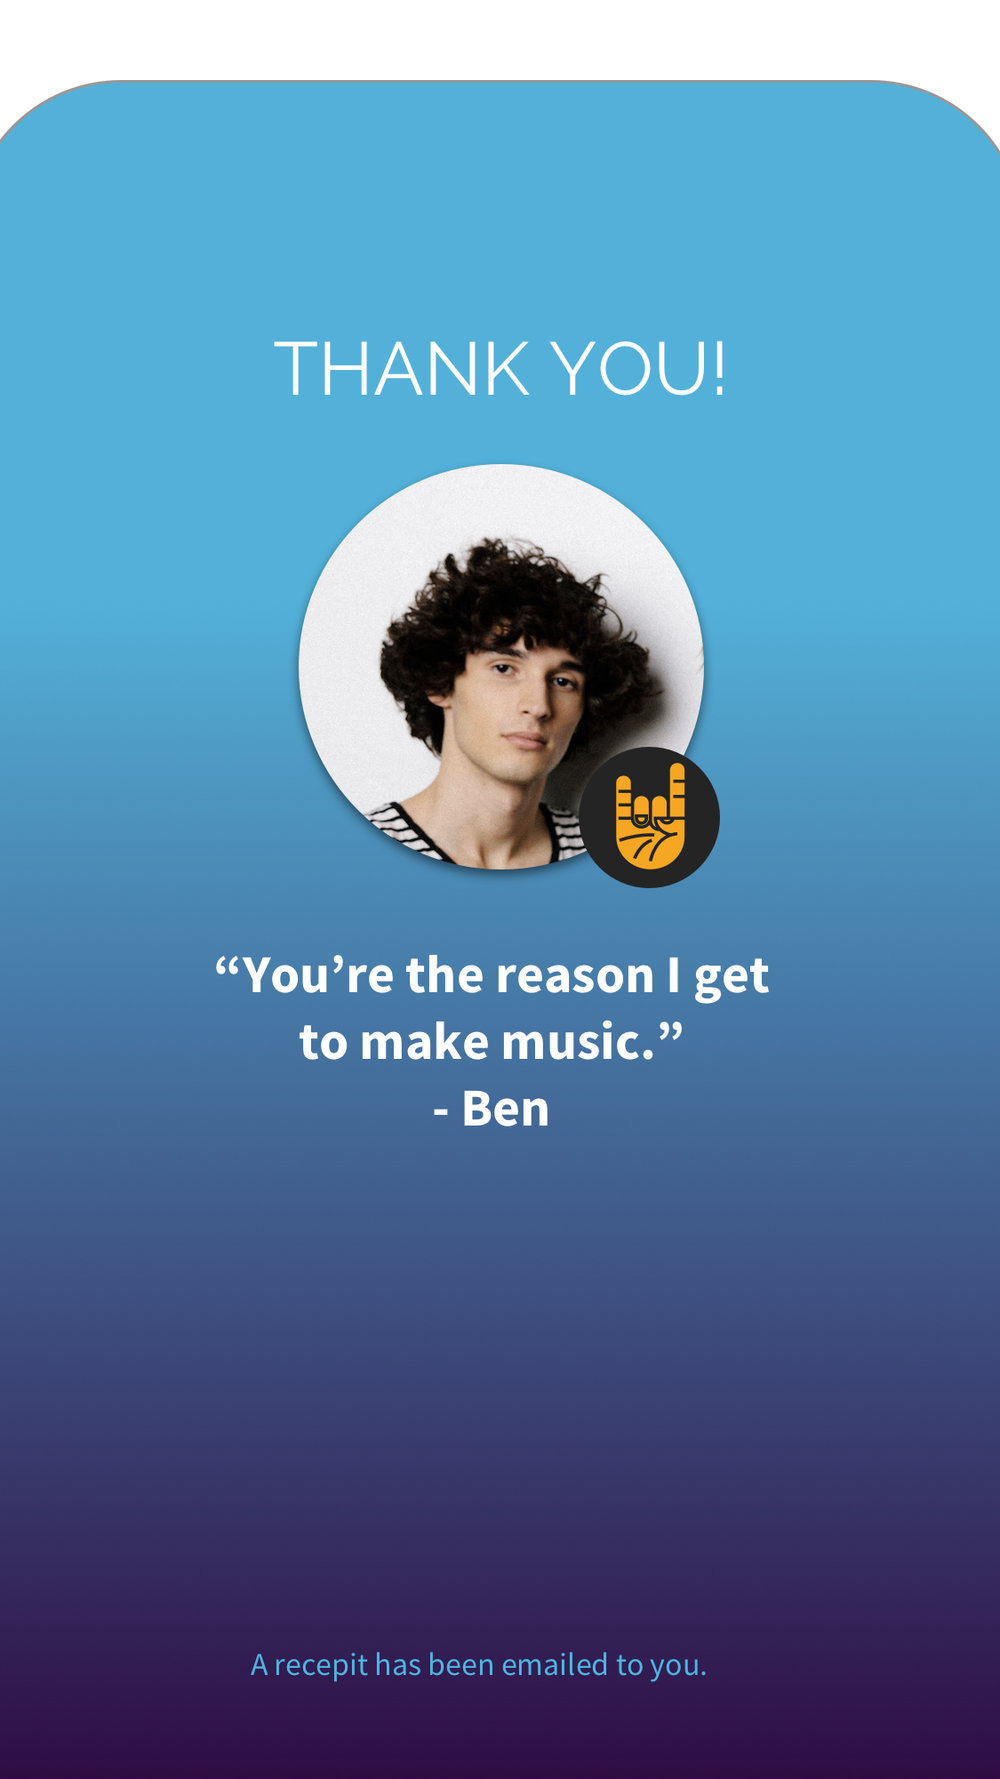 THANK YOU!
“You’re the reason I get
to make music.”
- Ben
A recepit has been emailed to you.